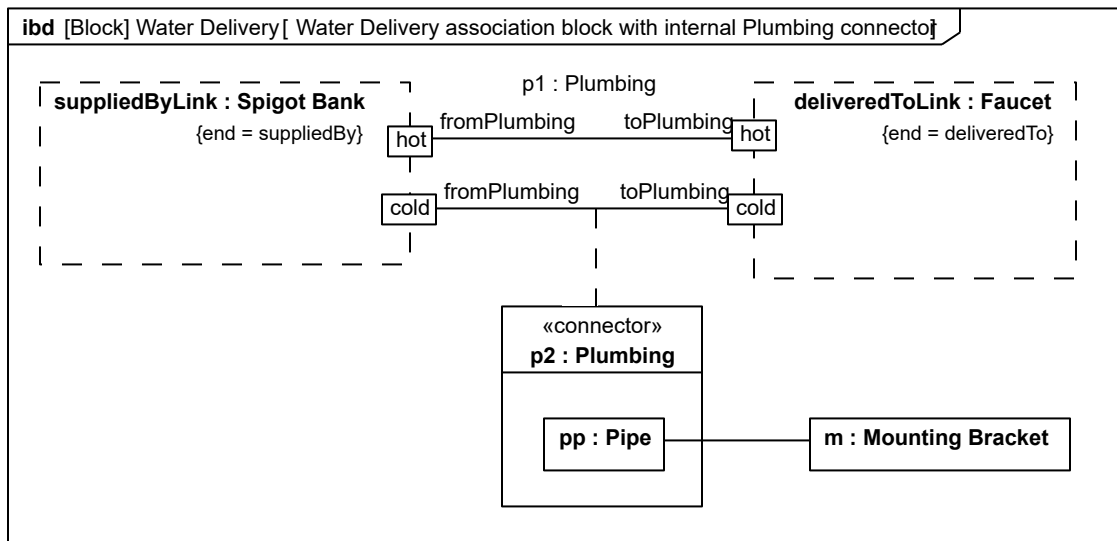 ibd [Block] Water Delivery[ Water Delivery association block with internal Plumbing connector]
p1 : Plumbing
suppliedByLink : Spigot Bank
{end = suppliedBy}
deliveredToLink : Faucet
{end = deliveredTo}
hot
fromPlumbing
toPlumbing
hot
cold
fromPlumbing
toPlumbing
cold
«connector»
p2 : Plumbing
pp : Pipe
m : Mounting Bracket